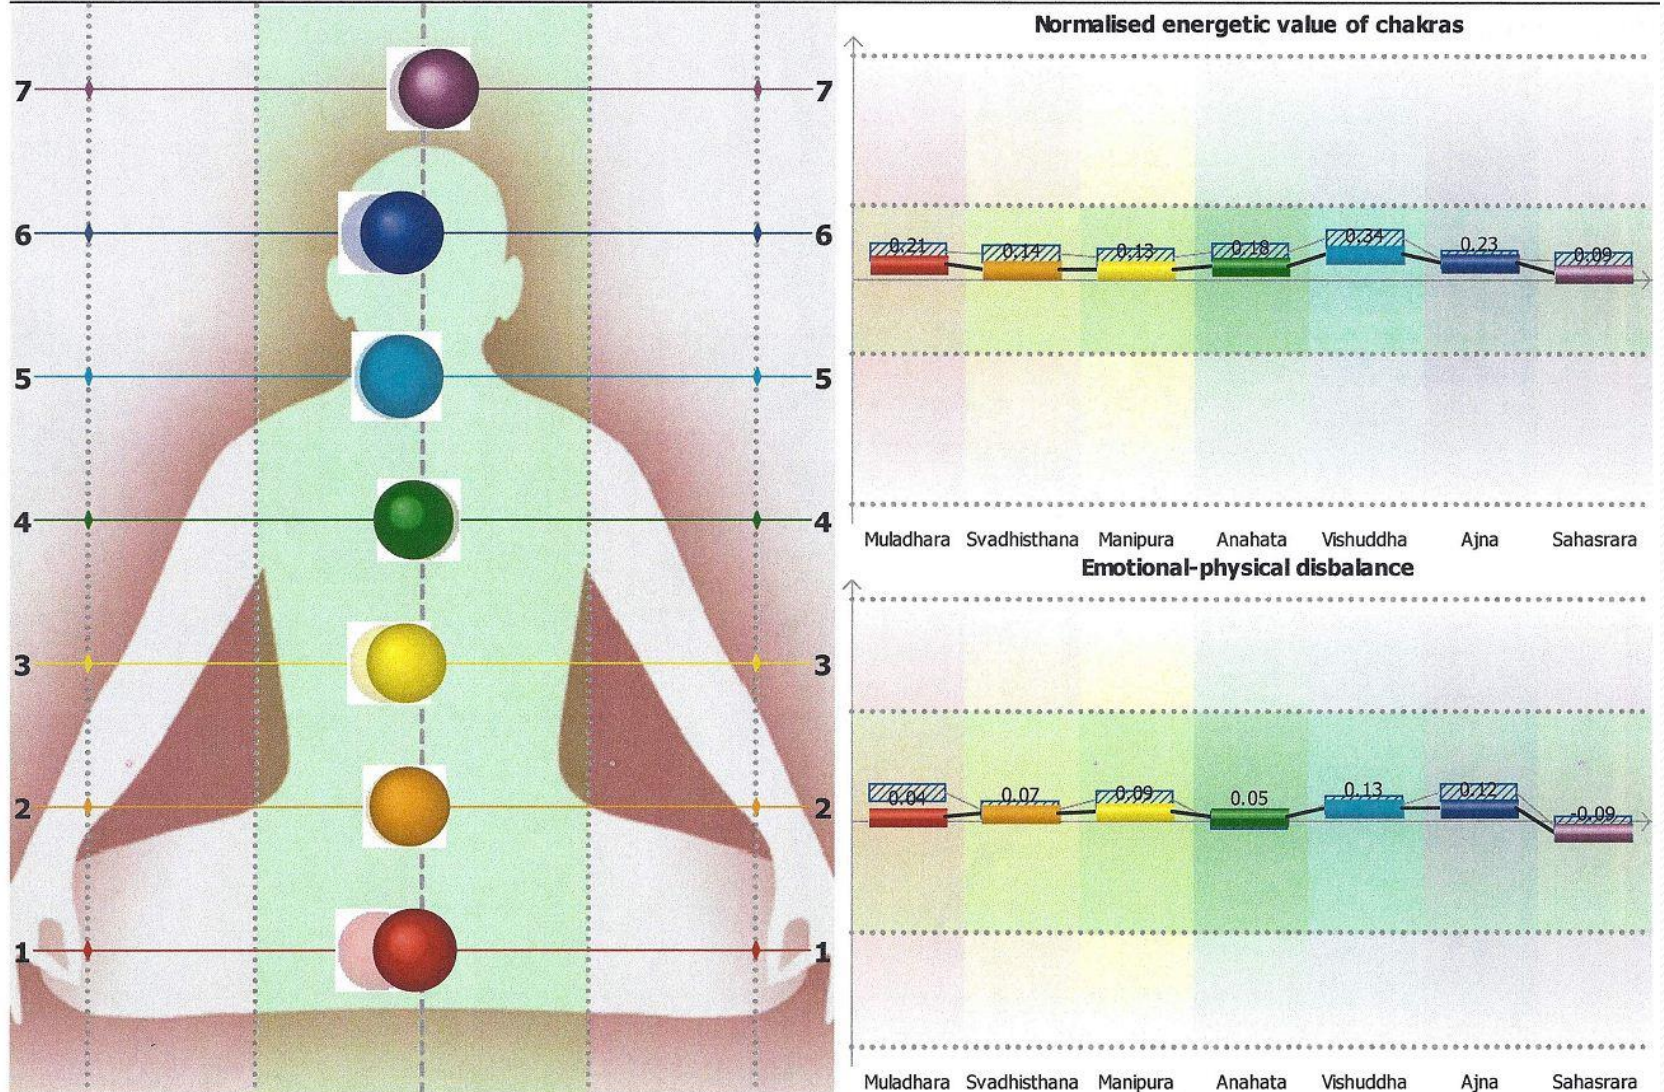 7 7
6 6
5 5
4 4
3 3
2 2
1 1
Normalised energetic value of chakras
0.21 0.14 0.13 0.18 0.34 0.23 0.09
Muladhara Svadhisthana Manipura Anahata Vishuddha Ajna Sahasrara
Emotional-physical disbalance
0.04 0.07 0.09 0.05 0.13 0.12 -0.09
Muladhara Svadhisthana Manipura Anahata Vishuddha Ajna Sahasrara